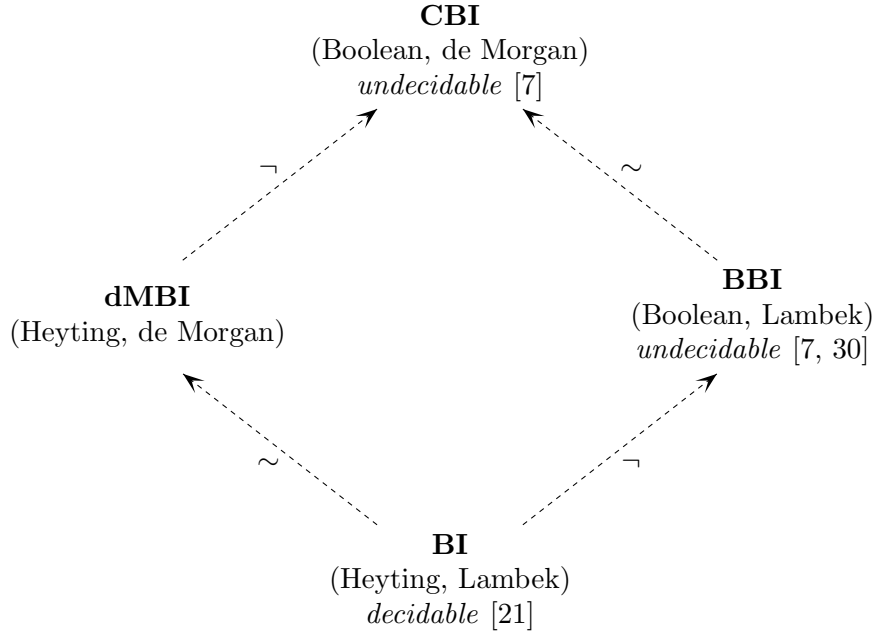 CBI
(Boolean, de Morgan)
undecidable [7]
¬
∼
dMBI
(Heyting, de Morgan)
BBI
(Boolean, Lambek)
undecidable [7, 30]
∼
¬
BI
(Heyting, Lambek)
decidable [21]